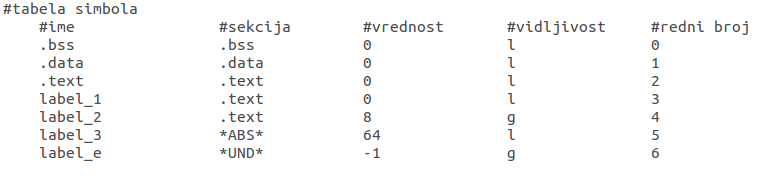 #tabela simbola
#ime #sekcija #vrednost #vidljivost #redni broj
.bss .bss 0 l 0
.data .data 0 l 1
.text .text 0 l 2
label_1 .text 0 l 3
label_2 .text 8 g 4
label_3 *ABS* 64 l 5
label_e *UND* -1 g 6